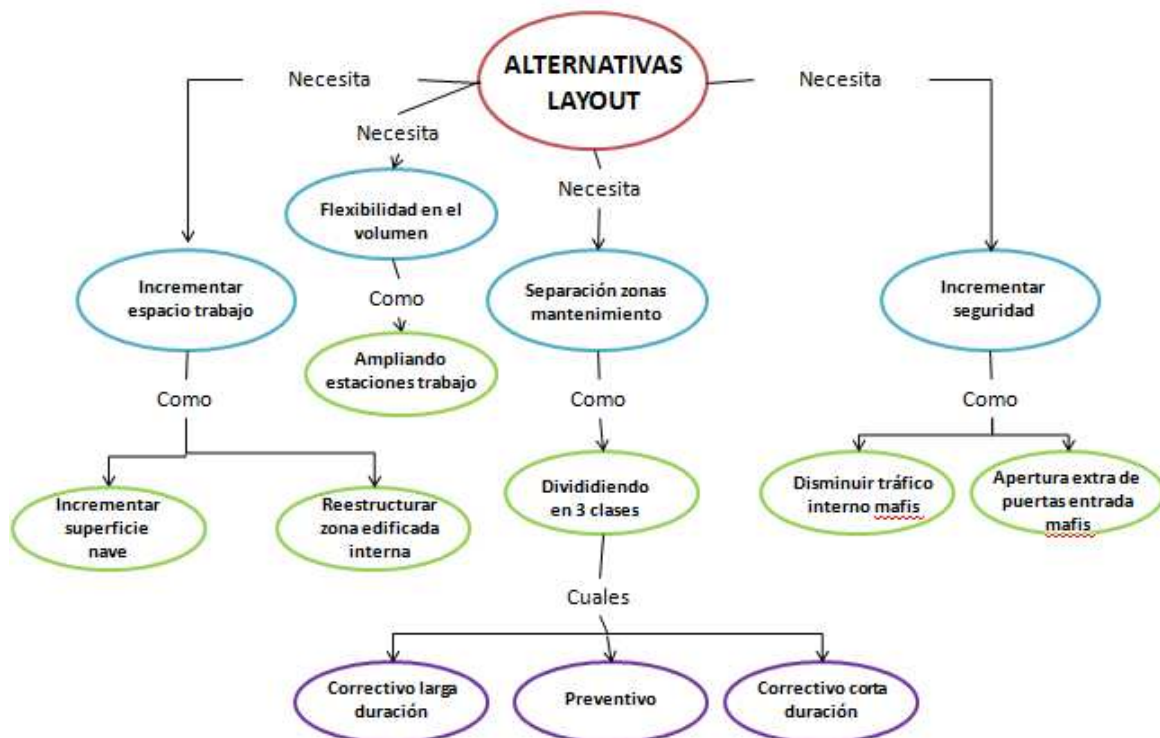 ALTERNATIVAS
LAYOUT
Necesita
Necesita
Necesita
Necesita
Flexibilidad en el
volumen
Incrementar
espacio trabajo
Como
Separación zonas
mantenimiento
Incrementar
seguridad
Ampliando
estaciones trabajo
Como
Como
Como
Incrementar
superficie
nave
Reestructurar
zona edificada
interna
Divididiendo
en 3 clases
Disminuir tráfico
interno mafis
Apertura extra de
puertas entrada
mafis
Cuales
Correctivo larga
duración
Preventivo
Correctivo corta
duración